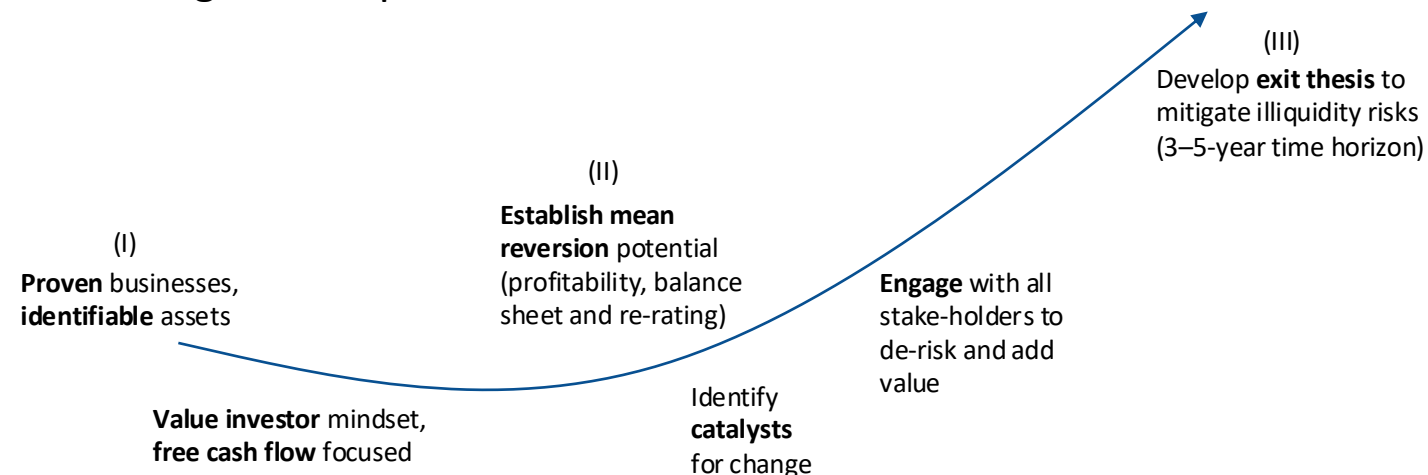 (I)
Proven businesses,
identifiable assets
Value investor mindset,
free cash flow focused
(II)
Establish mean
reversion potential
(profitability, balance
sheet and re-rating)
Identify
catalysts
for change
Engage with all
stake-holders to
de-risk and add
value
(III)
Develop exit thesis to
mitigate illiquidity risks
(3–5-year time horizon)